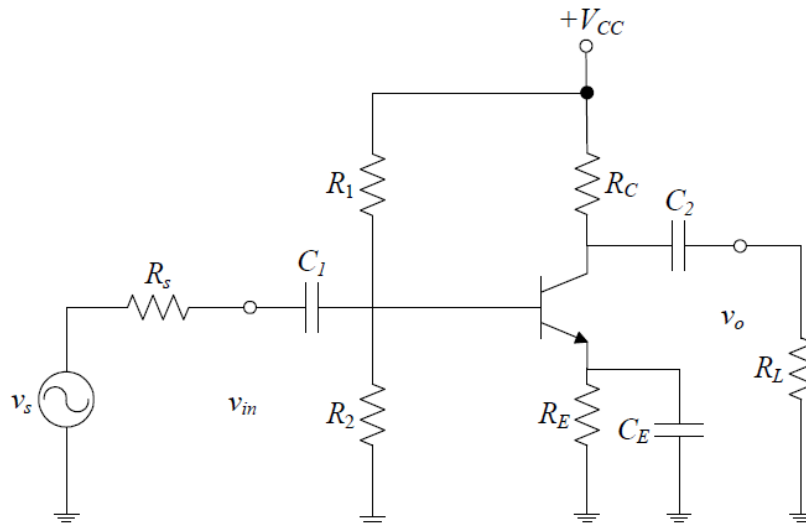 +V_CC
R_1
R_C
C_2
R_s
C_1
v_o
v_s
v_in
R_2
R_E
C_E
R_L